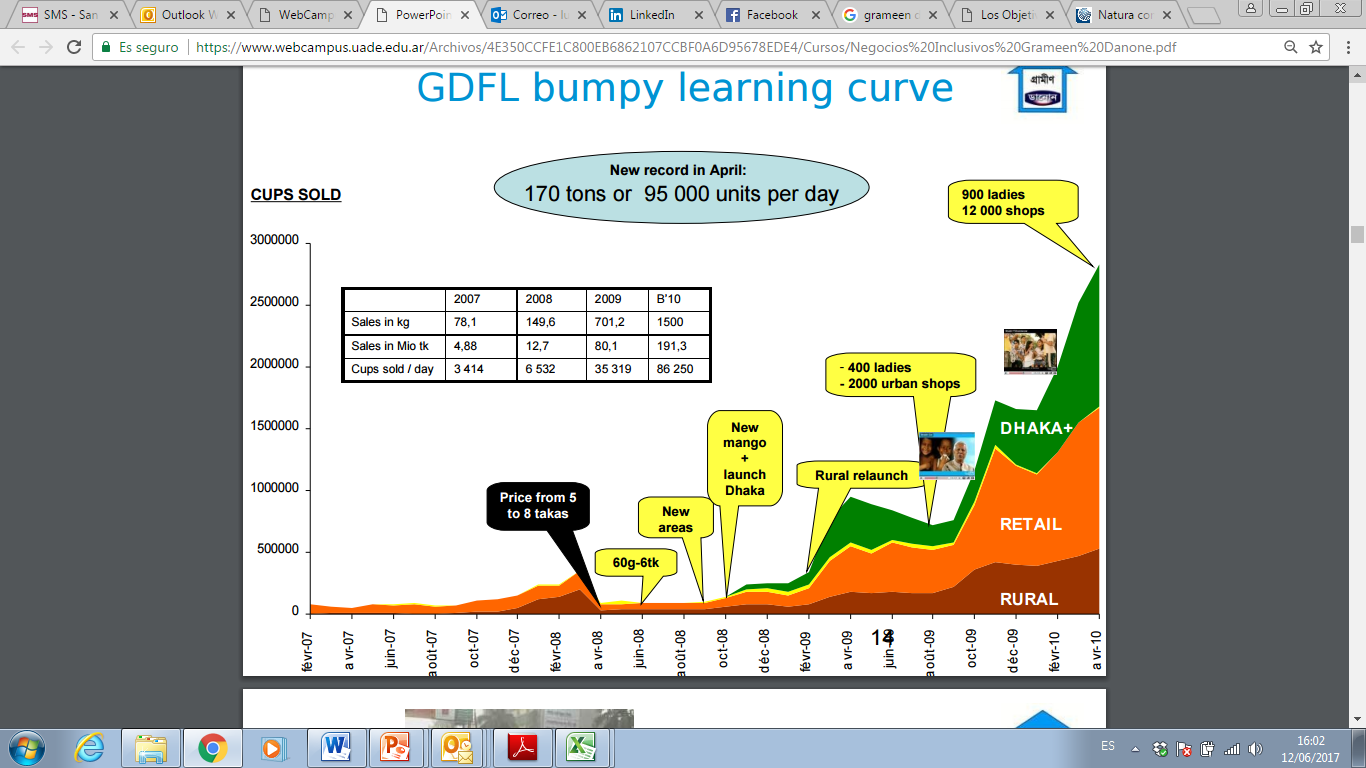 SMS - San
Outlook W
WebCamp
PowerPoin
Correo - lu
LinkedIn
Facebook
grameen d
Los Objeti
Natura cor
Es seguro https://www.webcampus.uade.edu.ar/Archivos/4E350CCFE1C800EB6862107CCBF0A6D95678EDE4/Cursos/Negocios%20Inclusivos%20Grameen%20Danone.pdf
GDFL bumpy learning curve
গ্রামীণ
ডানোন
New record in April:
170 tons or 95 000 units per day
CUPS SOLD
900 ladies
12 000 shops
3000000
2500000
2000000
1500000
1000000
500000
0
2007 2008 2009 B'10
Sales in kg 78,1 149,6 701,2 1500
Sales in Mio tk 4,88 12,7 80,1 191,3
Cups sold / day 3 414 6 532 35 319 86 250
- 400 ladies
- 2000 urban shops
New
mango
+
launch
Dhaka
Rural relaunch
Price from 5
to 8 takas
New
areas
60g-6tk
DHAKA+
RETAIL
RURAL
févr-07
avr-07
juin-07
août-07
oct-07
déc-07
févr-08
avr-08
juin-08
août-08
oct-08
déc-08
févr-09
avr-09
juin-09
août-09
oct-09
déc-09
févr-10
avr-10
14
ES
16:02
12/06/2017